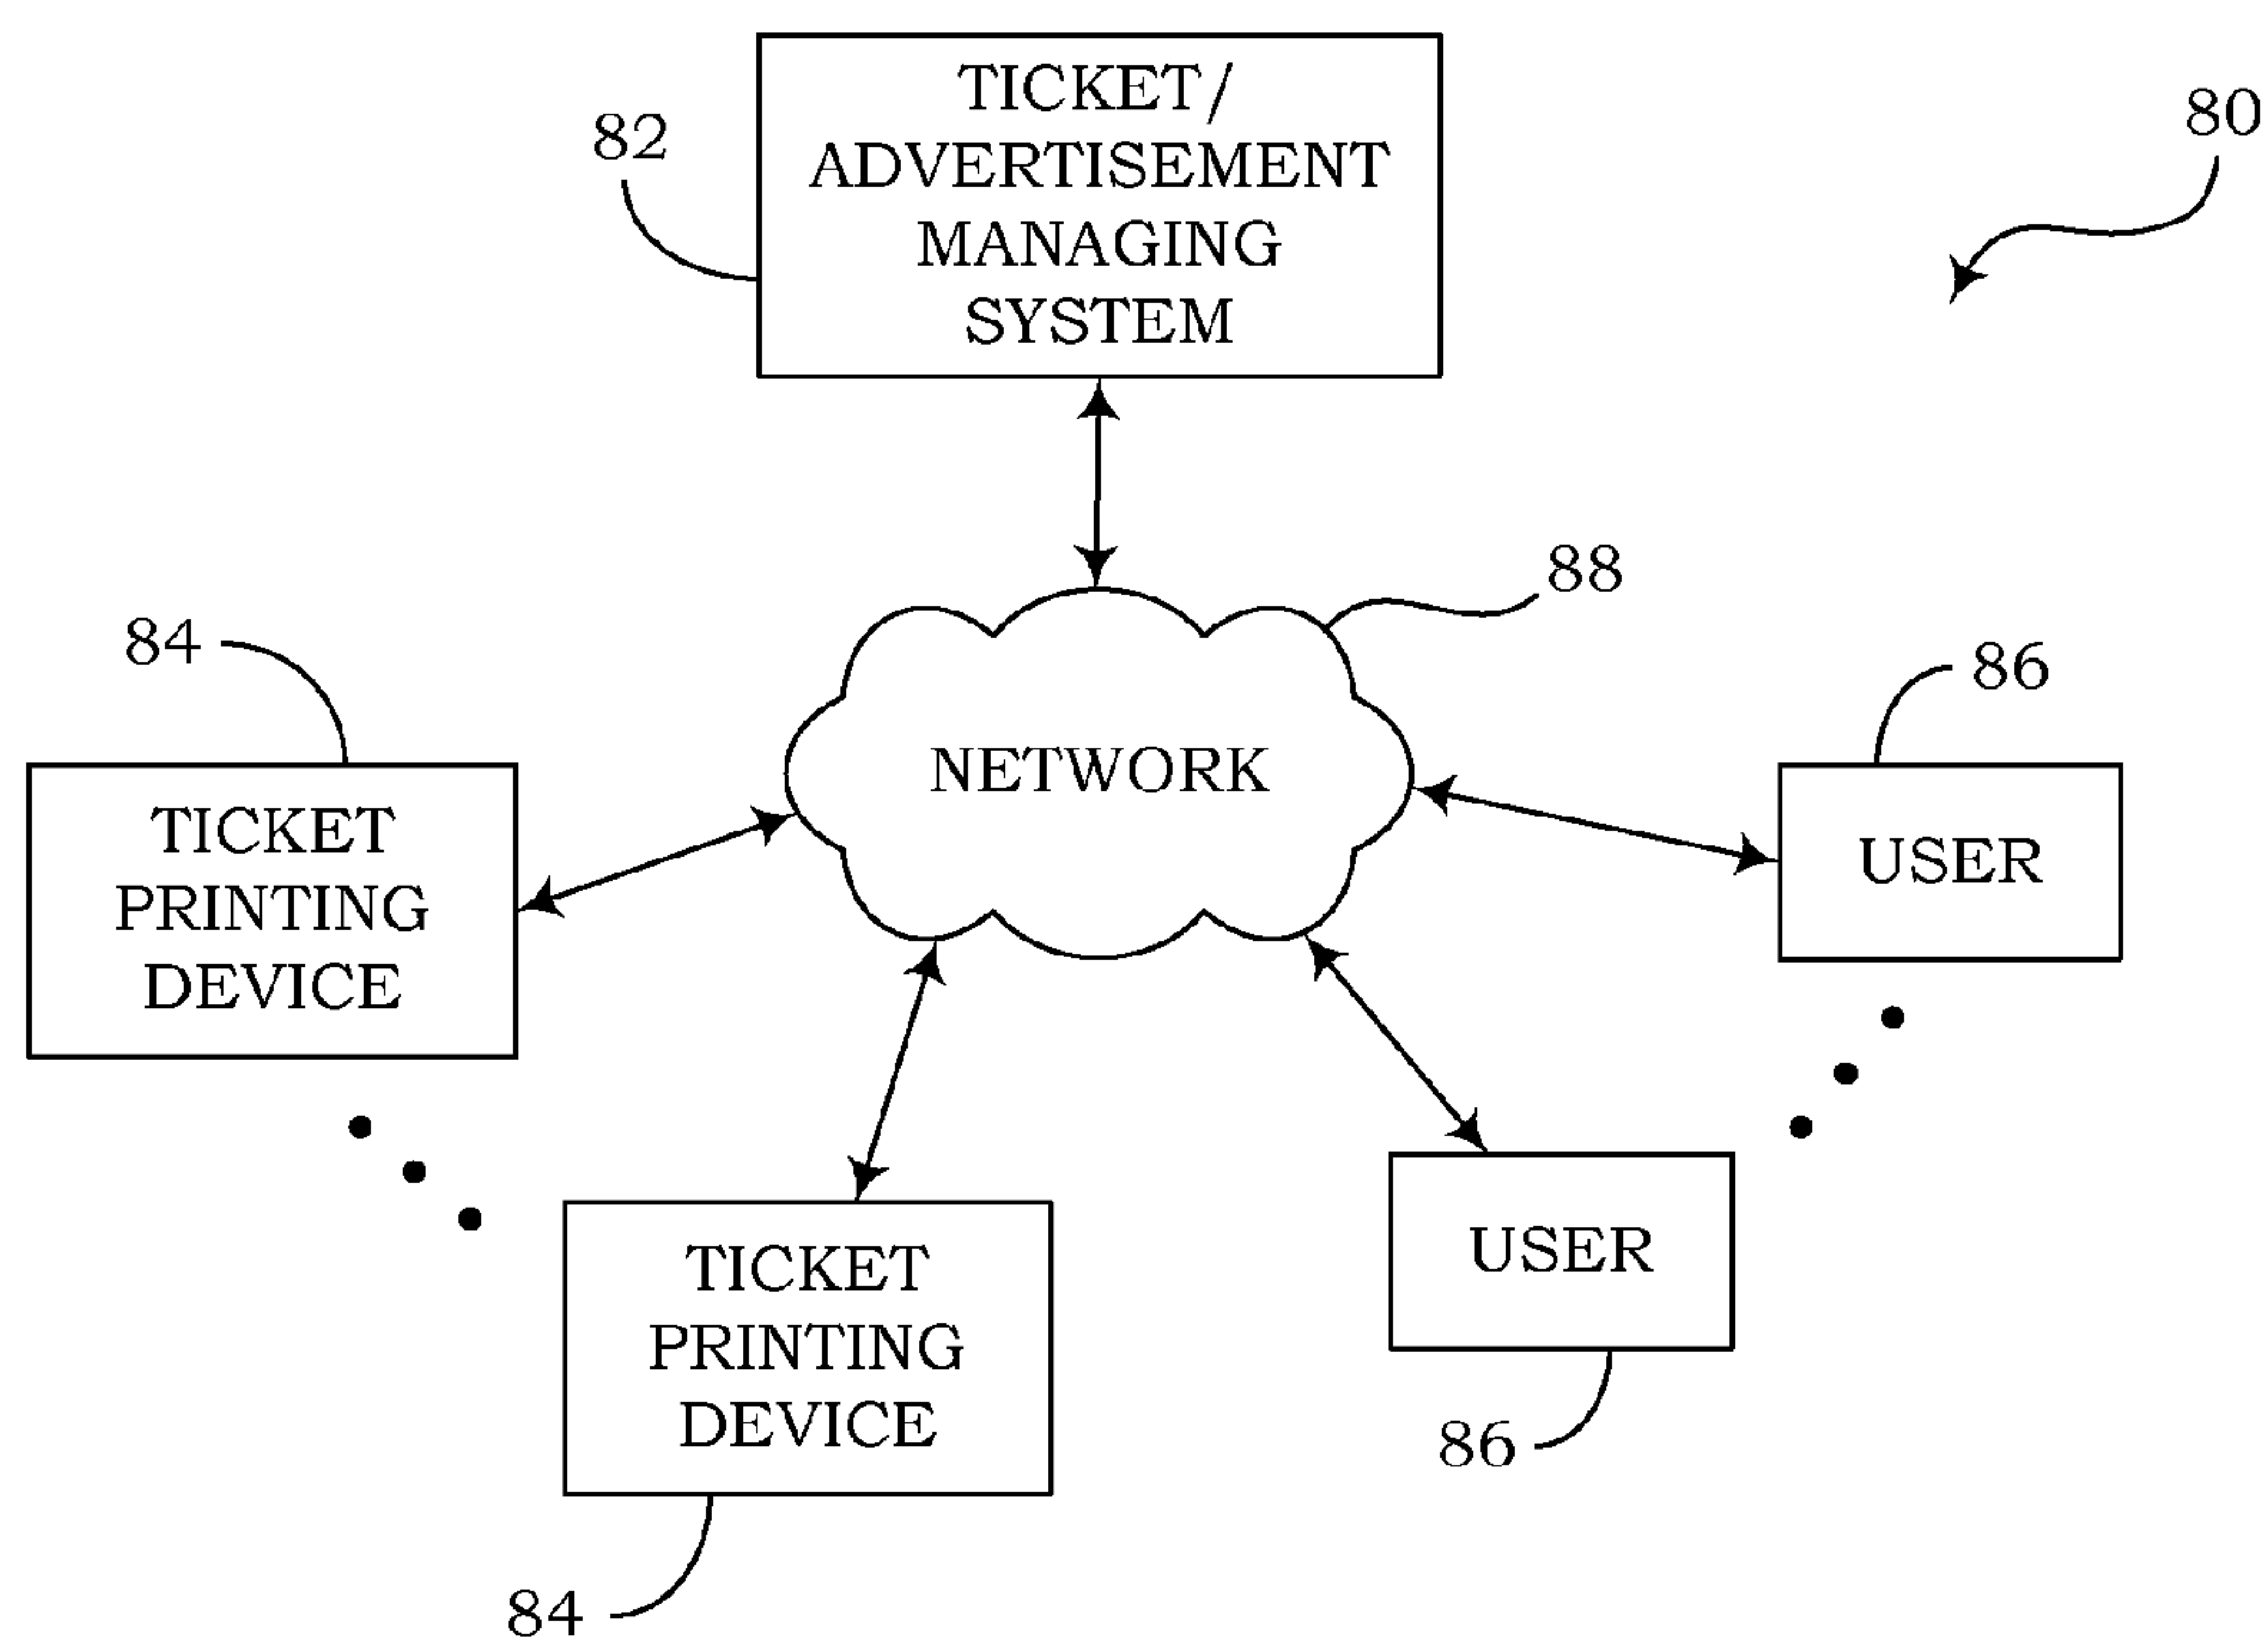 TICKET/
ADVERTISEMENT
MANAGING
SYSTEM
82
80
88
84
86
NETWORK
TICKET
PRINTING
DEVICE
USER
TICKET
PRINTING
DEVICE
USER
86
84